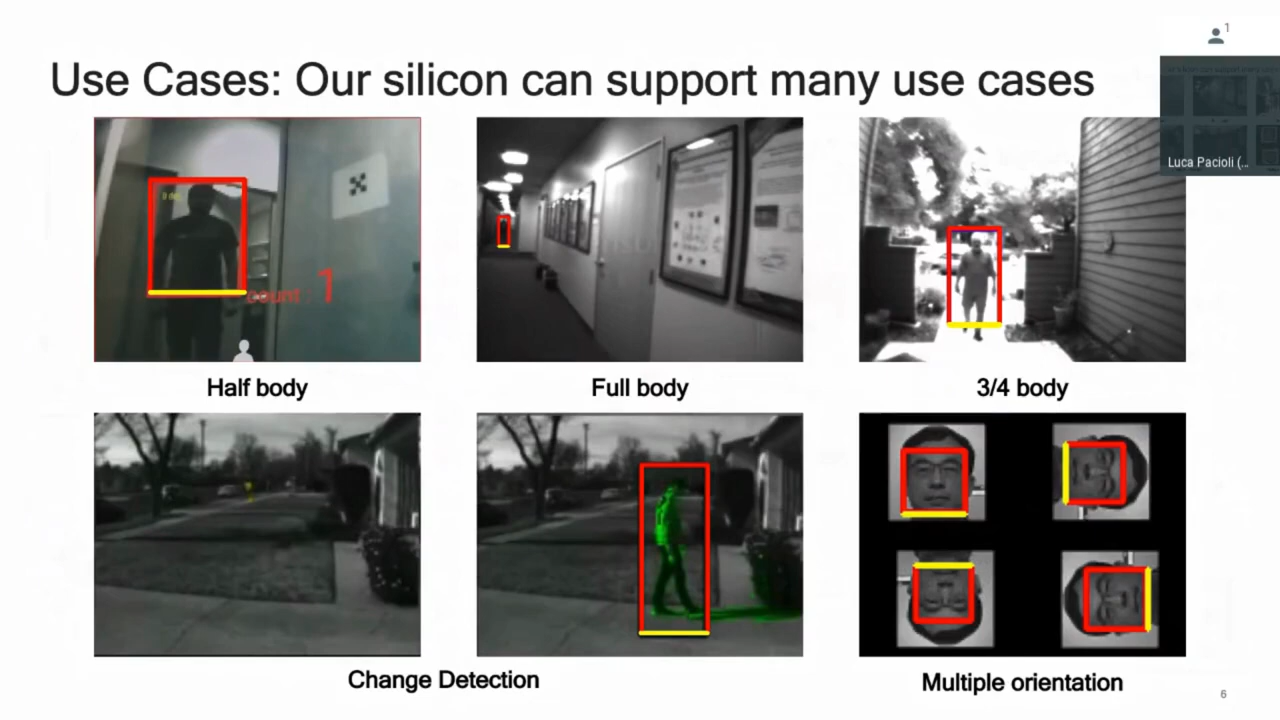 1
Use Cases: Our silicon can support many use cases
Luca Pacioli (...
count : 1
Half body
Full body
3/4 body
Change Detection
Multiple orientation
6